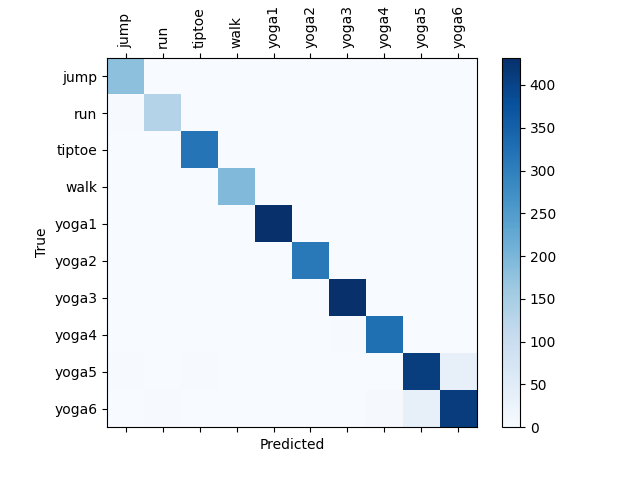 jump run tiptoe walk yoga1 yoga2 yoga3 yoga4 yoga5 yoga6
True
jump
run
tiptoe
walk
yoga1
yoga2
yoga3
yoga4
yoga5
yoga6
Predicted
400
350
300
250
200
150
100
50
0